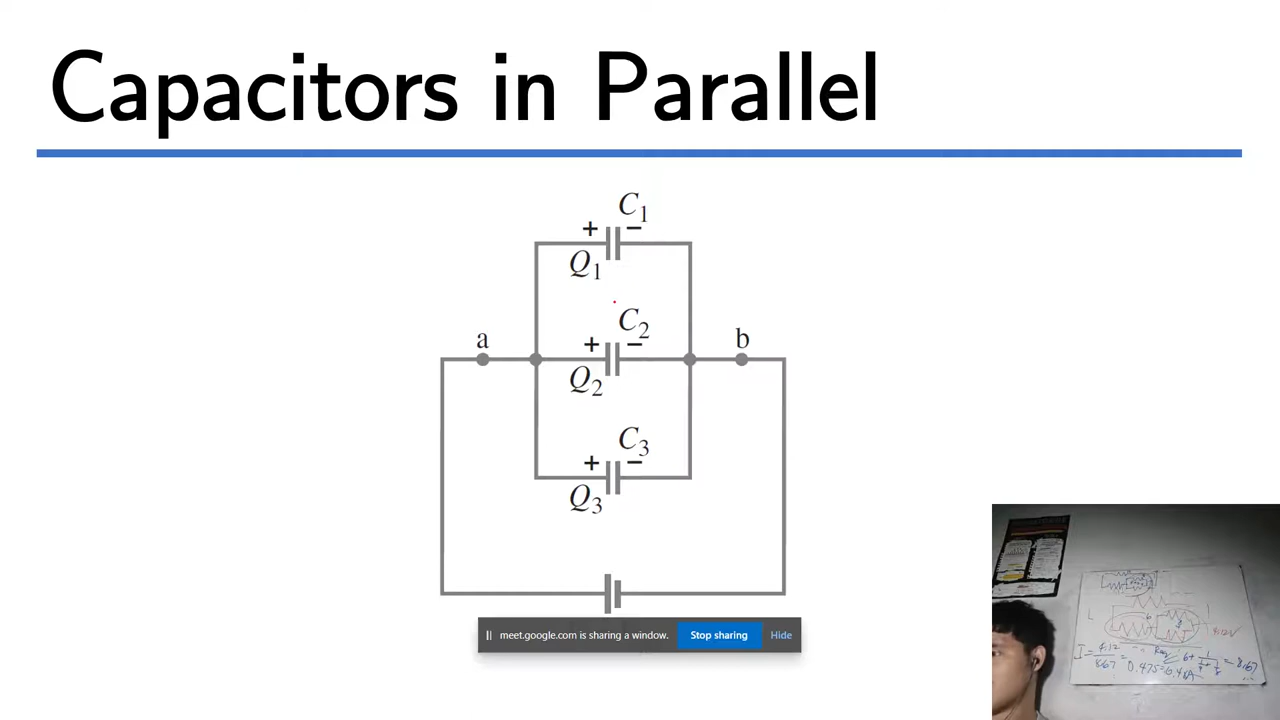 Capacitors in Parallel
C1
+ −
Q1
C2
a + − b
Q2
C3
+ −
Q3
meet.google.com is sharing a window. Stop sharing Hide